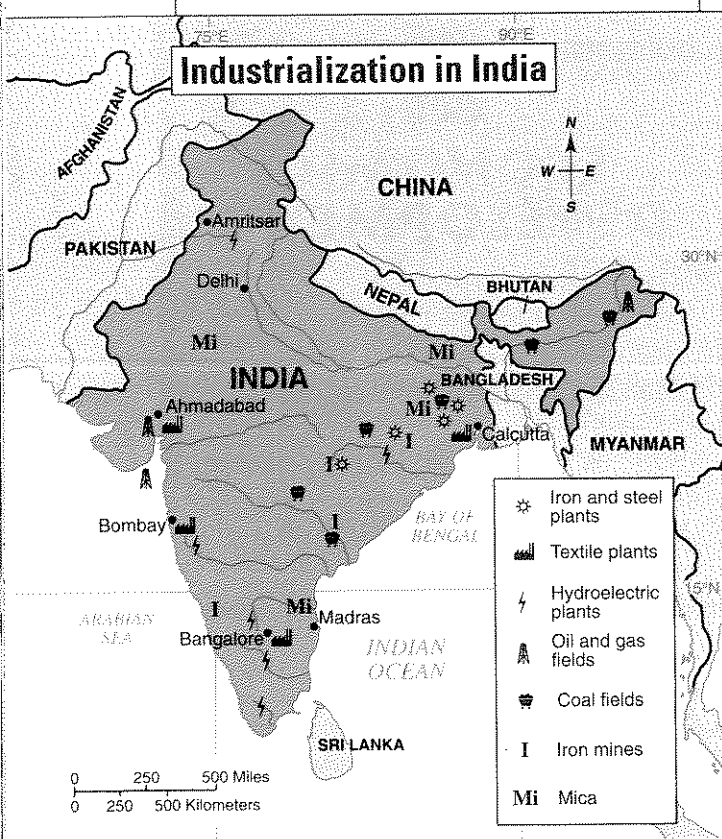 75°E
90°E
Industrialization in India
AFGHANISTAN
CHINA
N
W
E
S
PAKISTAN
Amritsar
30°N
Delhi
NEPAL
BHUTAN
Mi
Mi
INDIA
BANGLADESH
Ahmadabad
Mi
Calcutta
I
MYANMAR
I
Bombay
I
BAY OF
BENGAL
ARABIAN
SEA
I
Mi
Madras
Bangalore
INDIAN
OCEAN
15°N
SRI LANKA
Iron and steel
plants
Textile plants
Hydroelectric
plants
Oil and gas
fields
Coal fields
I Iron mines
Mi Mica
0 250 500 Miles
0 250 500 Kilometers